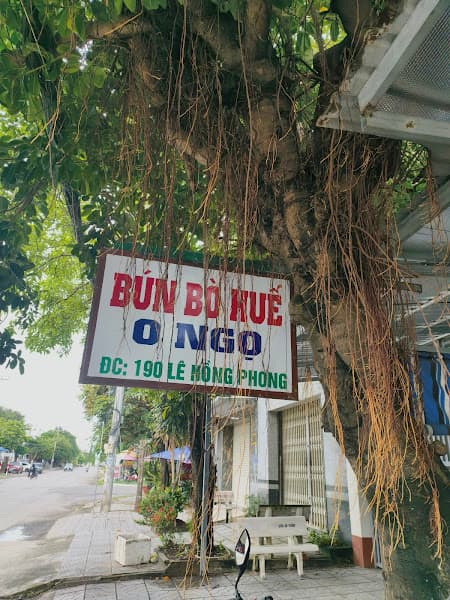 BÚN BÒ HUẾ
O NGỌ
ĐC: 190 LÊ HỒNG PHONG